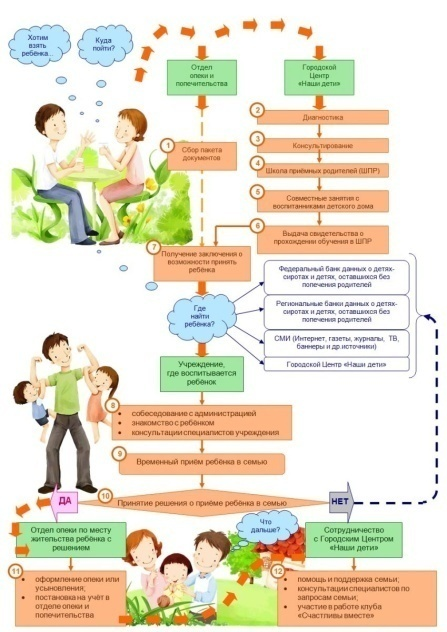 Хотим
взять
ребёнка...
Куда
пойти?
Отдел
опеки и
попечительства
Городской
Центр
«Наши дети»
1
Сбор пакета
документов
2
Диагностика
3
Консультирование
4
Школа приёмных родителей (ШПР)
5
Совместные занятия с
воспитанниками детского дома
6
Выдача свидетельства о
прохождении обучения в ШПР
7
Получение заключения о
возможности принять
ребёнка
Где
найти
ребёнка?
Федеральный банк данных о детях-
сиротах и детях, оставшихся без
попечения родителей
Региональные банки данных о детях-
сиротах и детях, оставшихся без
попечения родителей
СМИ (Интернет, газеты, журналы, ТВ,
баннеры и др.источники)
Городской Центр «Наши дети»
Учреждение,
где воспитывается
ребёнок
8
• собеседование с администрацией
• знакомство с ребёнком
• консультации специалистов учреждения
9
Временный приём ребёнка в семью
ДА
10
Принятие решения о приёме ребёнка в семью
НЕТ
Отдел опеки по месту
жительства ребёнка с
решением
Что
дальше?
Сотрудничество
с Городским Центром
«Наши дети»
11
• оформление опеки или
усыновления;
• постановка на учёт в
отделе опеки и
попечительства
12
• помощь и поддержка семьи;
• консультации специалистов по
запросам семьи;
• участие в работе клуба
«Счастливы вместе»